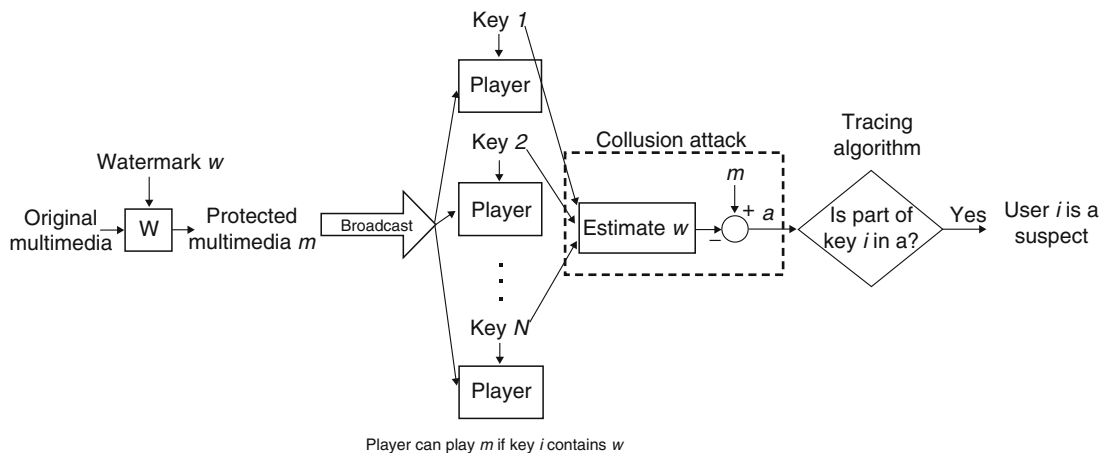 Key 1
Player
Key 2
Player
Key N
Player
Watermark w
Original
multimedia
W
Protected
multimedia m
Broadcast
Collusion attack
m
Estimate w
−
+
a
Tracing
algorithm
Is part of
key i in a?
Yes
User i is a
suspect
Player can play m if key i contains w